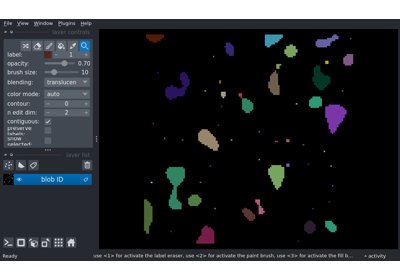 File View Window Plugins Help
layer controls
label: 1
opacity: 0.70
brush size: 10
blending: translucen
color mode: auto
contour: 0
n edit dim: 2
contiguous:
preserve
labels:
show
selected:
layer list
blob ID
Ready
use <1> for activate the label eraser, use <2> for activate the paint brush, use <3> for activate the fill b...
activity